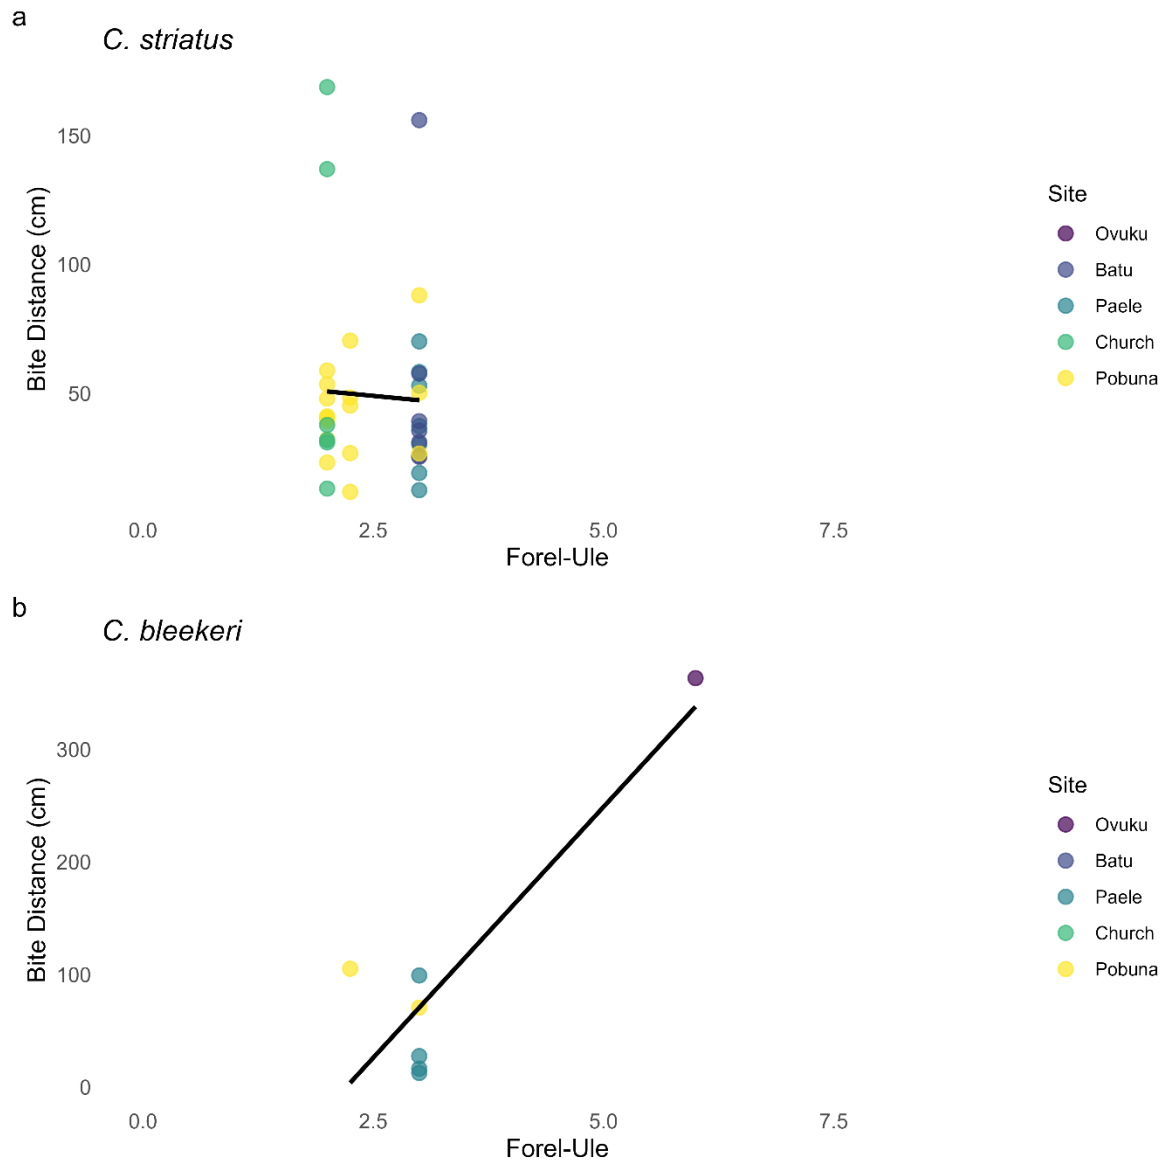 a
C. striatus
150
100
50
Bite Distance (cm)
0.0 2.5 5.0 7.5
Forel-Ule
Site
Ovuku
Batu
Paele
Church
Pobuna
b
C. bleekeri
300
200
100
0
Bite Distance (cm)
0.0 2.5 5.0 7.5
Forel-Ule
Site
Ovuku
Batu
Paele
Church
Pobuna